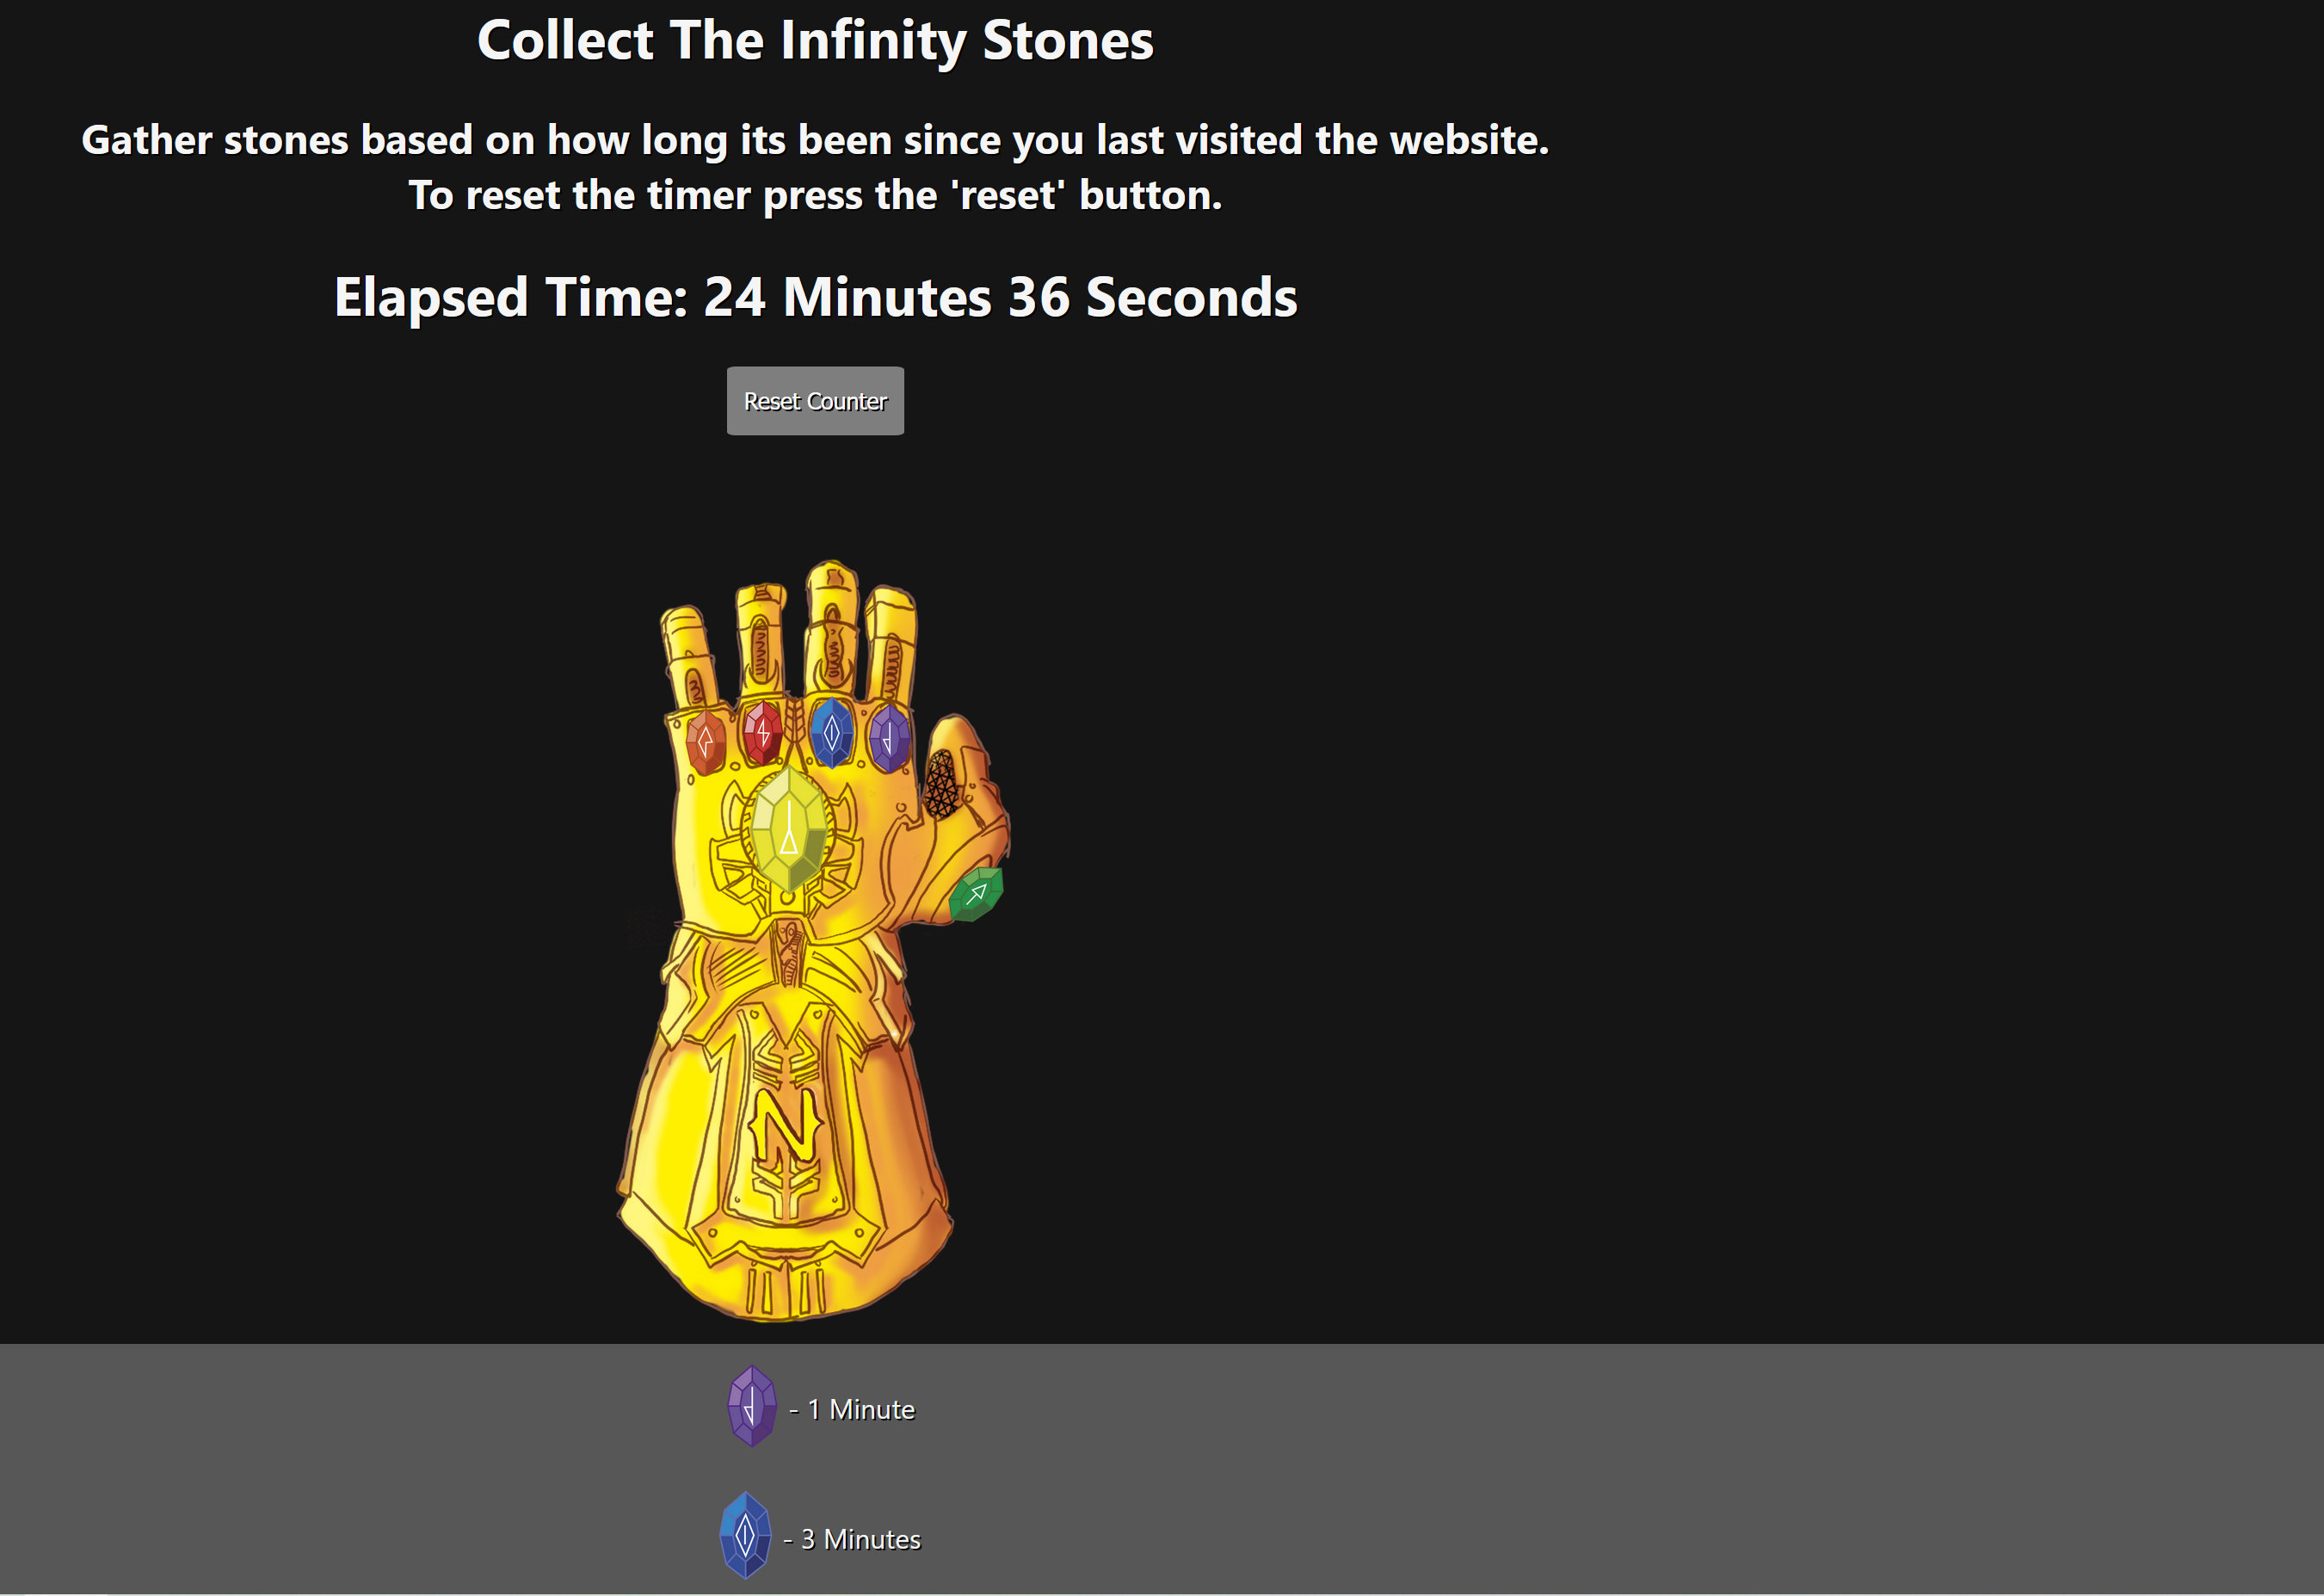 Collect The Infinity Stones
Gather stones based on how long its been since you last visited the website.
To reset the timer press the 'reset' button.
Elapsed Time: 24 Minutes 36 Seconds
Reset Counter
N
- 1 Minute
- 3 Minutes